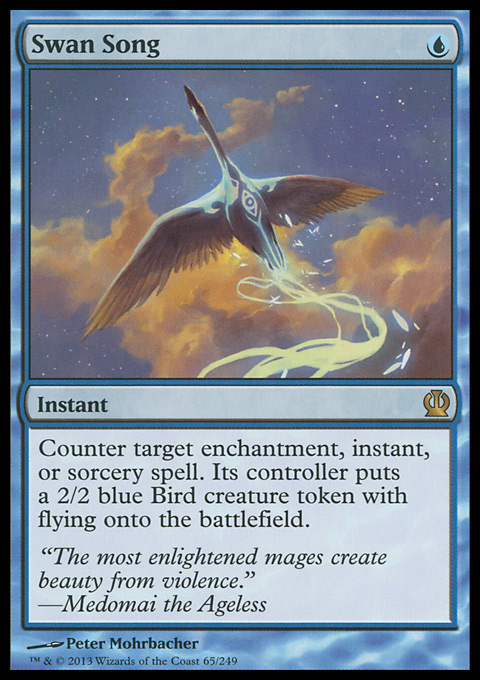 Swan Song
Instant
Counter target enchantment, instant,
or sorcery spell. Its controller puts
a 2/2 blue Bird creature token with
flying onto the battlefield.
“The most enlightened mages create
beauty from violence.”
—Medomai the Ageless
Peter Mohrbacher
™ & © 2013 Wizards of the Coast 65/249